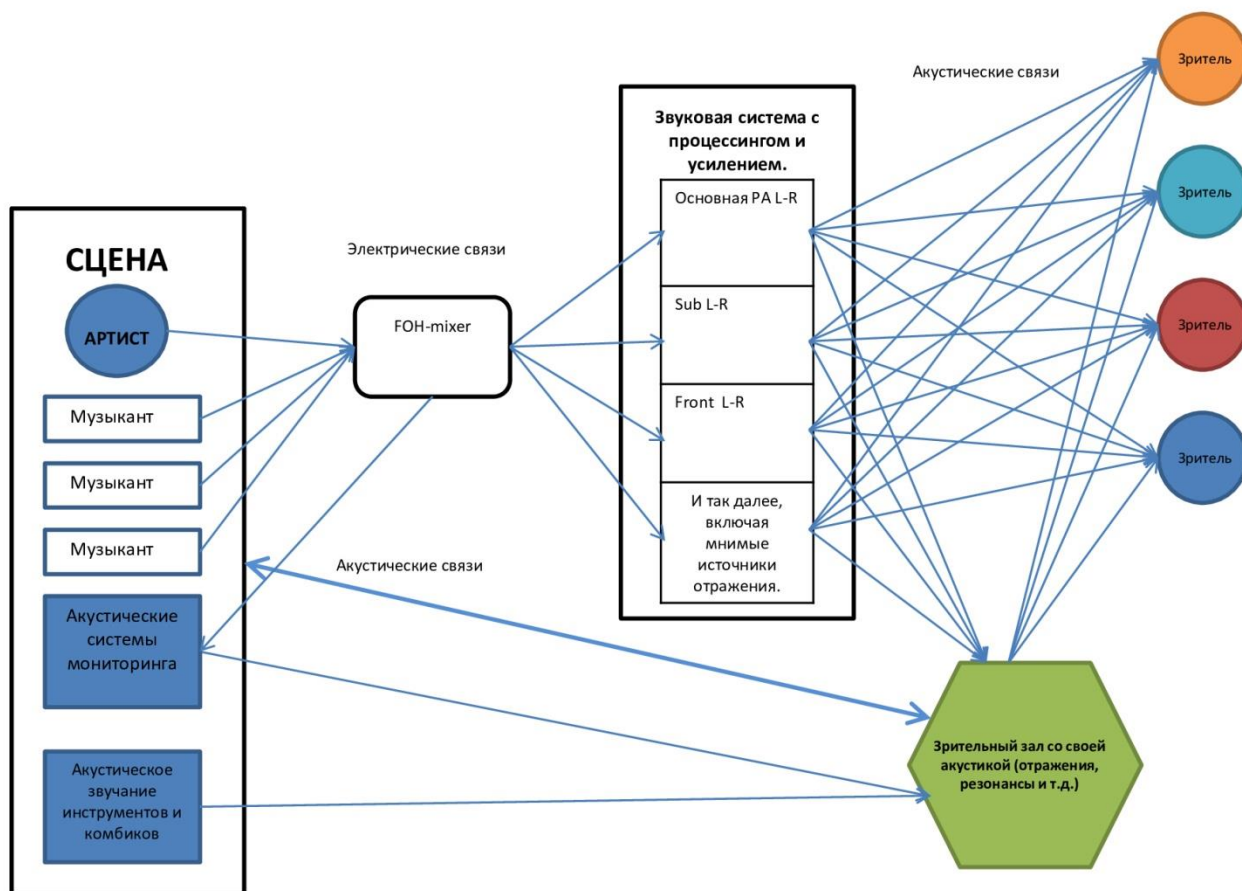 СЦЕНА
АРТИСТ
Музыкант
Музыкант
Музыкант
Акустические
системы
мониторинга
Акустическое
звучание
инструментов и
комбиков
Электрические связи
FOH-mixer
Акустические связи
Звуковая система с
процессингом и
усилением.
Основная PA L-R
Sub L-R
Front L-R
И так далее,
включая
мнимые
источники
отражения.
Акустические связи
Зритель
Зритель
Зритель
Зритель
Зрительный зал со своей
акустикой (отражения,
резонансы и т.д.)